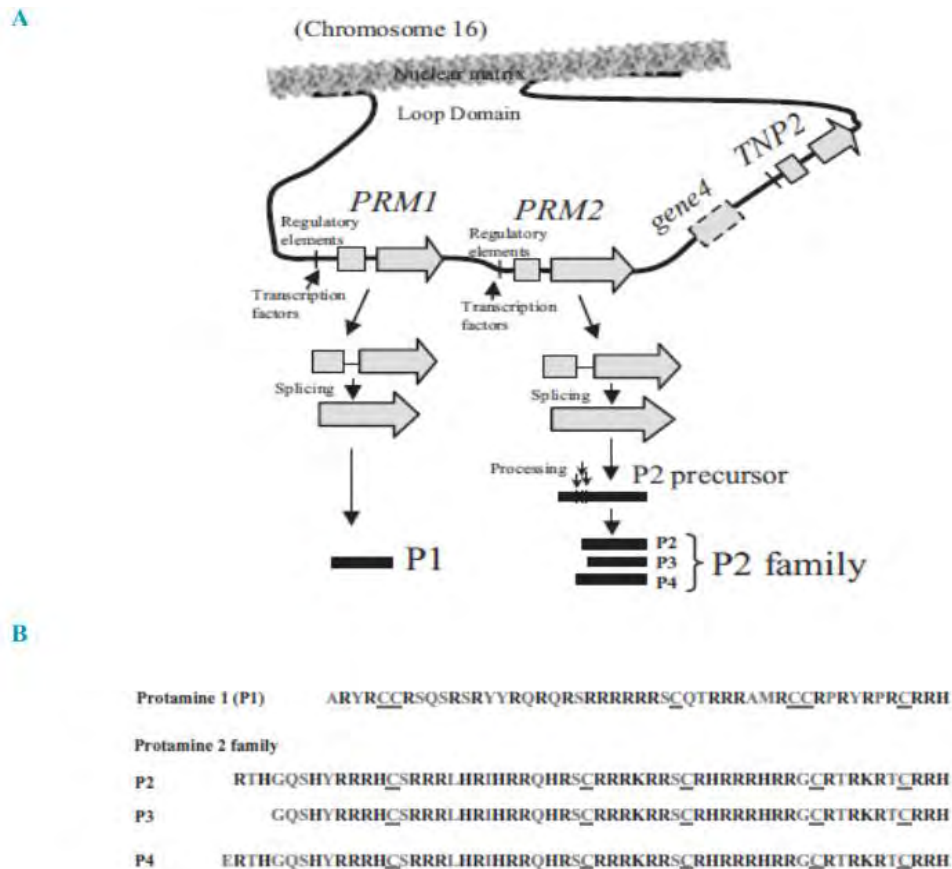 A
(Chromosome 16)
Nuclear matrix
Loop Domain
TNP2
gene4
PRM1
PRM2
Regulatory
elements
Regulatory
elements
Transcription
factors
Transcription
factors
Splicing
Splicing
Processing
P2 precursor
P1
P2
P3
P4
P2 family
B
Protamine 1 (P1) ARYRCCRSQSRSRYYRQRQRSRRRRRRSCQTRRRAMRCCRPRYRPRCRRH
Protamine 2 family
P2 RTHGQSHYRRRHCSRRRLHRIHRRQHRSCRRRKRRSCRHRRRHRRGCRTRKRTCRRH
P3 GQSHYRRRHCSRRRLHRIHRRQHRSCRRRKRRSCRHRRRHRRGCRTRKRTCRRH
P4 ERTHGQSHYRRRHCSRRRLHRIHRRQHRSCRRRKRRSCRHRRRHRRGCRTRKRTCRRH